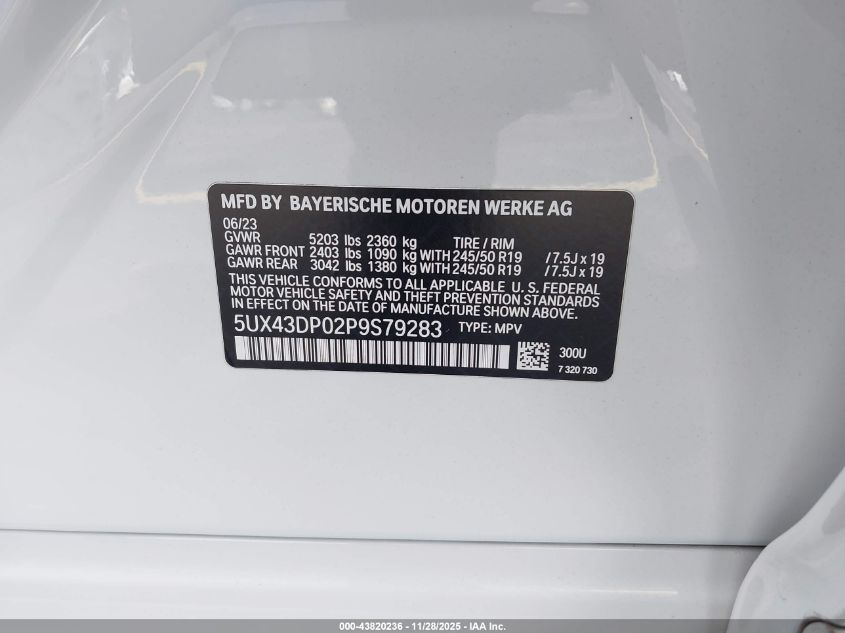 MFD BY BAYERISCHE MOTOREN WERKE AG
06/23
GVWR 5203 lbs 2360 kg TIRE / RIM
GAWR FRONT 2403 lbs 1090 kg WITH 245/50 R19 / 7.5J x 19
GAWR REAR 3042 lbs 1380 kg WITH 245/50 R19 / 7.5J x 19
THIS VEHICLE CONFORMS TO ALL APPLICABLE U. S. FEDERAL
MOTOR VEHICLE SAFETY AND THEFT PREVENTION STANDARDS
IN EFFECT ON THE DATE OF MANUFACTURE SHOWN ABOVE.
5UX43DP02P9S79283 TYPE: MPV
300U
7 320 730
000-43820236 - 11/28/2025 - IAA Inc.